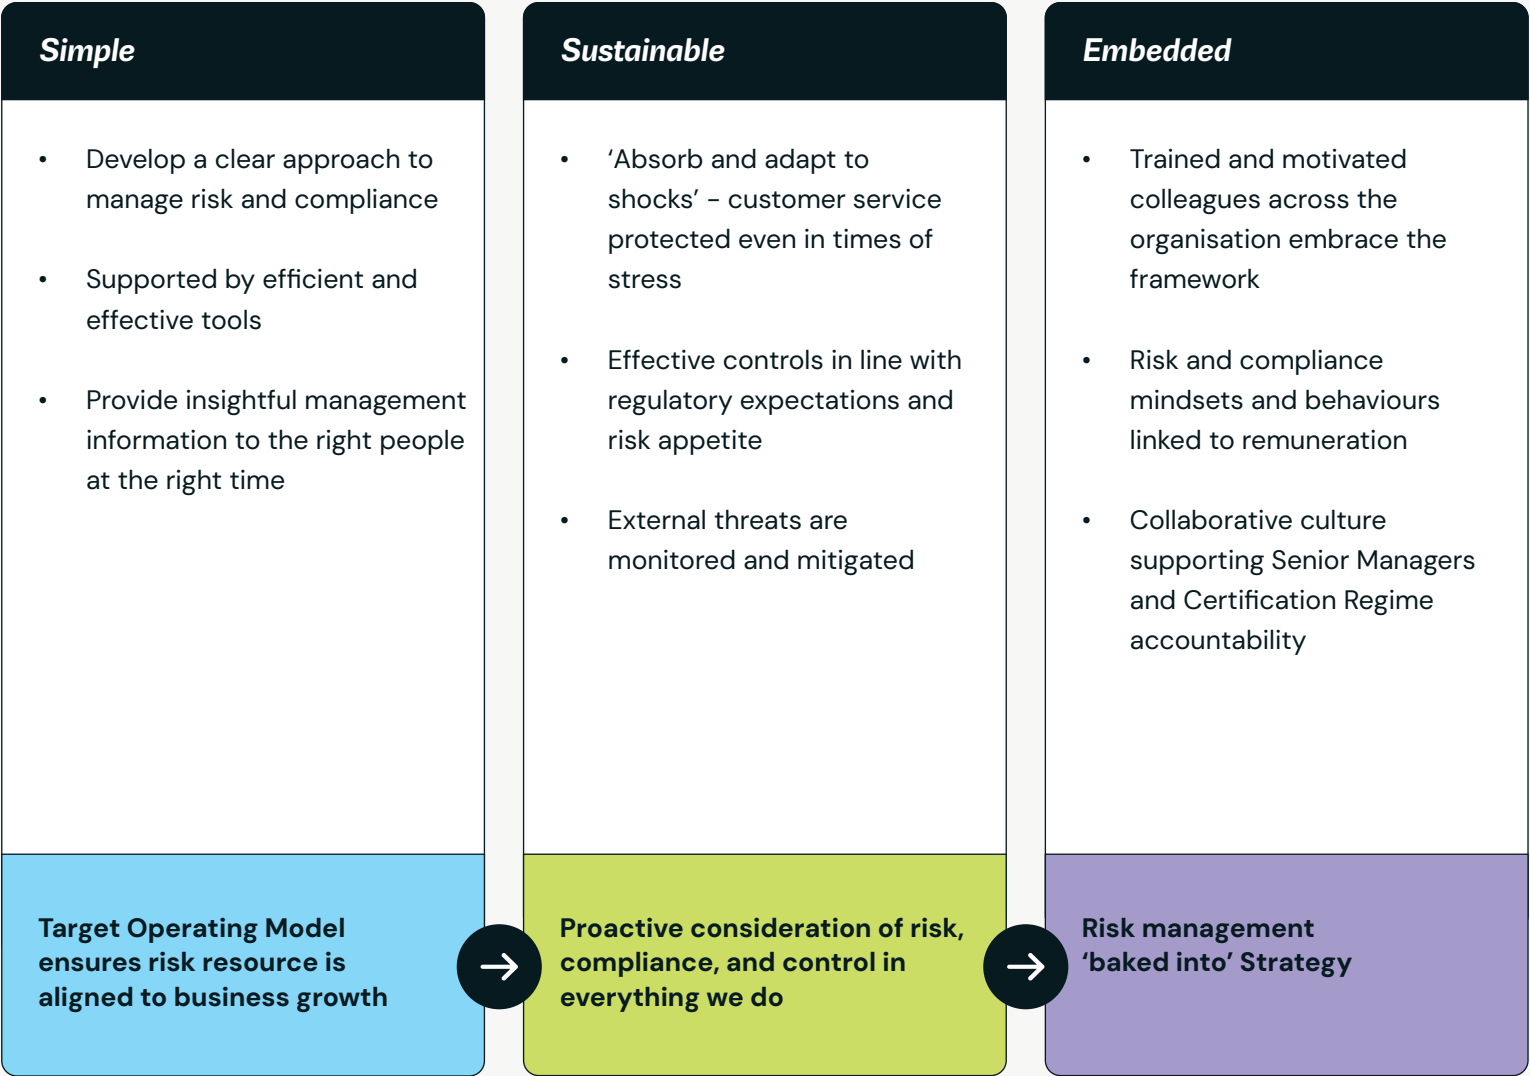 Simple
• Develop a clear approach to
manage risk and compliance
• Supported by efficient and
effective tools
• Provide insightful management
information to the right people
at the right time
Target Operating Model
ensures risk resource is
aligned to business growth
Sustainable
• ‘Absorb and adapt to
shocks’ – customer service
protected even in times of
stress
• Effective controls in line with
regulatory expectations and
risk appetite
• External threats are
monitored and mitigated
Proactive consideration of risk,
compliance, and control in
everything we do
Embedded
• Trained and motivated
colleagues across the
organisation embrace the
framework
• Risk and compliance
mindsets and behaviours
linked to remuneration
• Collaborative culture
supporting Senior Managers
and Certification Regime
accountability
Risk management
‘baked into’ Strategy